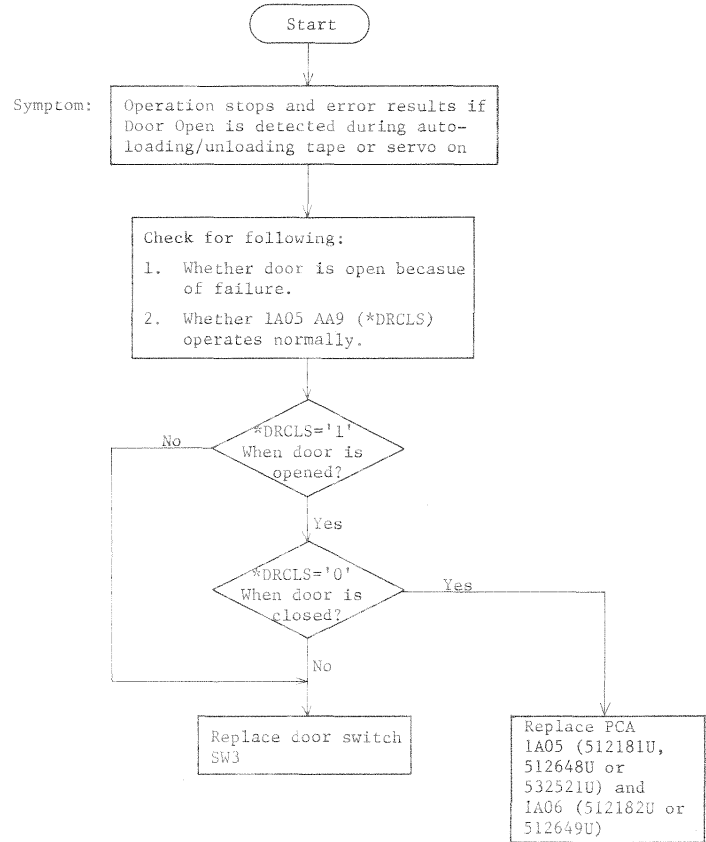 Start
Symptom:
Operation stops and error results if
Door Open is detected during auto-
loading/unloading tape or servo on
Check for following:
1. Whether door is open becasue
of failure.
2. Whether 1A05 AA9 (*DRCLS)
operates normally.
*DRCLS='1'
When door is
opened?
No
Yes
*DRCLS='0'
When door is
closed?
Yes
No
Replace door switch
SW3
Replace PCA
1A05 (512181U,
512648U or
532521U) and
1A06 (512182U or
512649U)